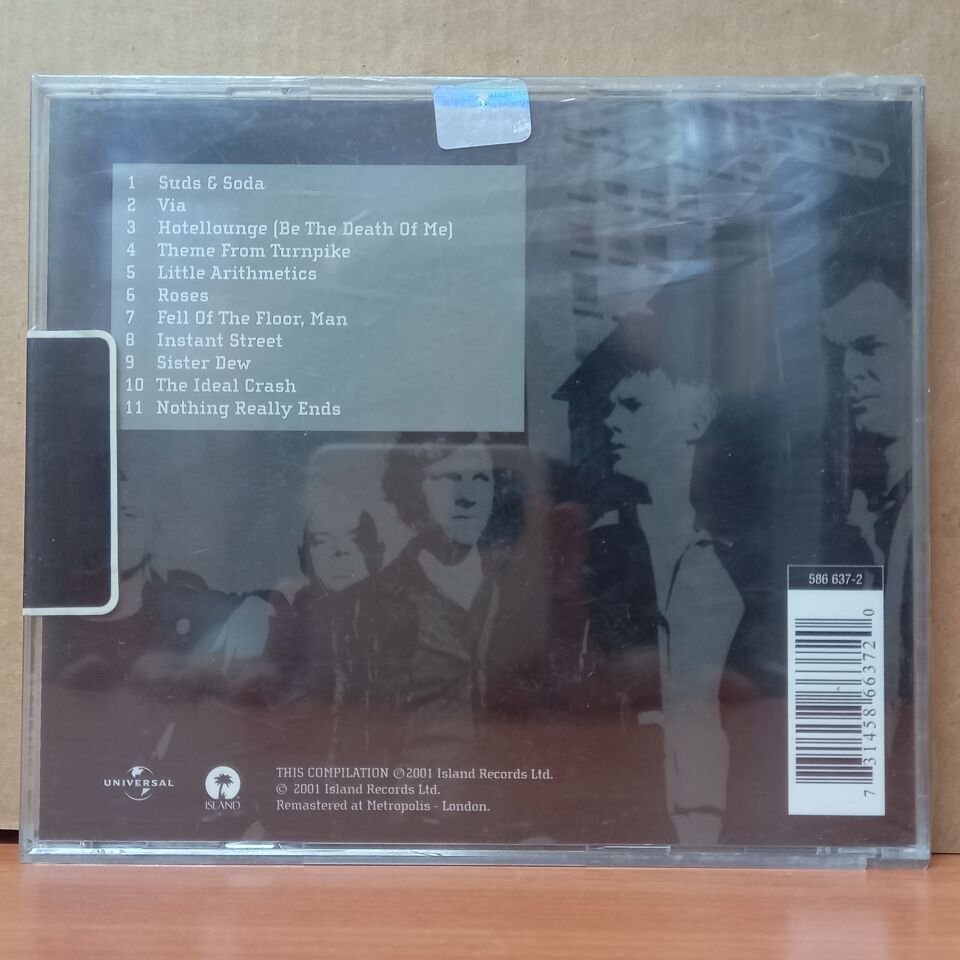 1 Suds & Soda
2 Via
3 Hotellounge (Be The Death Of Me)
4 Theme From Turnpike
5 Little Arithmetics
6 Roses
7 Fell Of The Floor, Man
8 Instant Street
9 Sister Dew
10 The Ideal Crash
11 Nothing Really Ends
586 637-2
7 31458 66372 0
UNIVERSAL
ISLAND
THIS COMPILATION ℗2001 Island Records Ltd.
© 2001 Island Records Ltd.
Remastered at Metropolis - London.